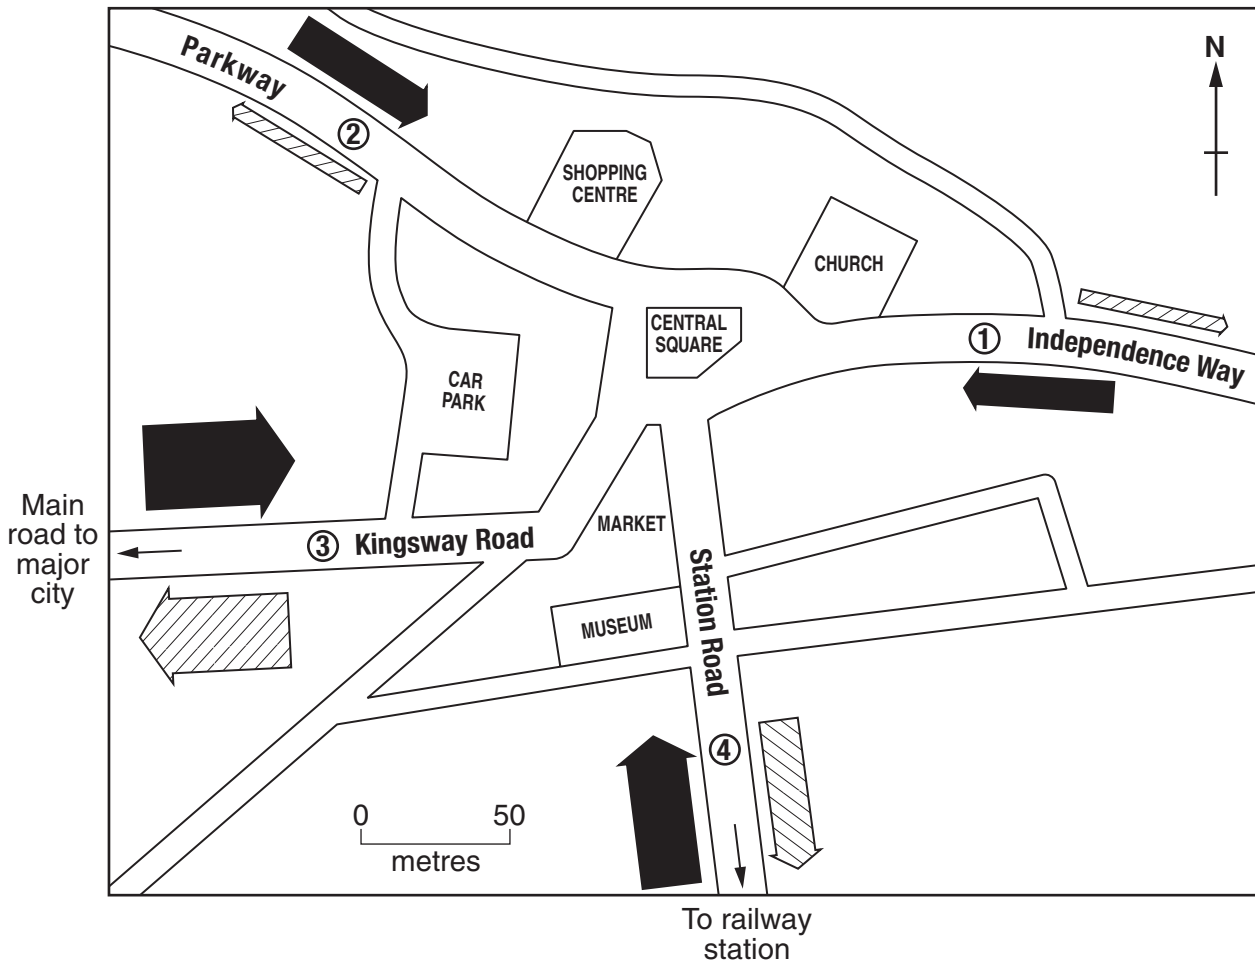 Parkway
N
②
SHOPPING
CENTRE
CHURCH
CENTRAL
SQUARE
① Independence Way
CAR
PARK
Main
road to
major
city
MARKET
③ Kingsway Road
Station Road
MUSEUM
④
0 50
metres
To railway
station